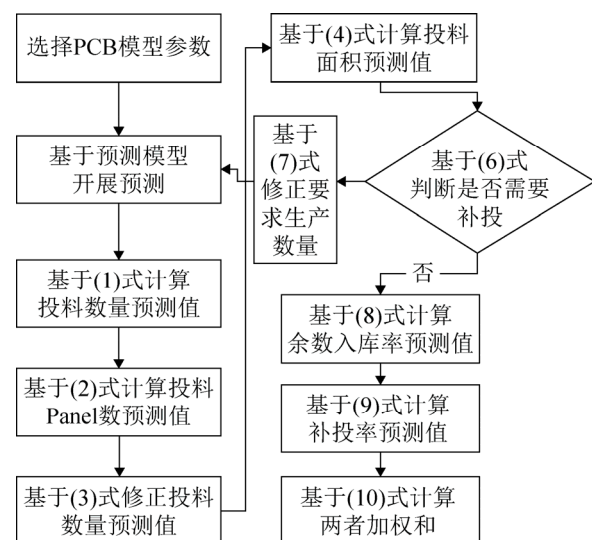 选择PCB模型参数
基于预测模型
开展预测
基于(1)式计算
投料数量预测值
基于(2)式计算投料
Panel数预测值
基于(3)式修正投料
数量预测值
基于(4)式计算投料
面积预测值
基于(6)式
判断是否需要
补投
基于
(7)式
修正要
求生产
数量
否
基于(8)式计算
余数入库率预测值
基于(9)式计算
补投率预测值
基于(10)式计算
两者加权和